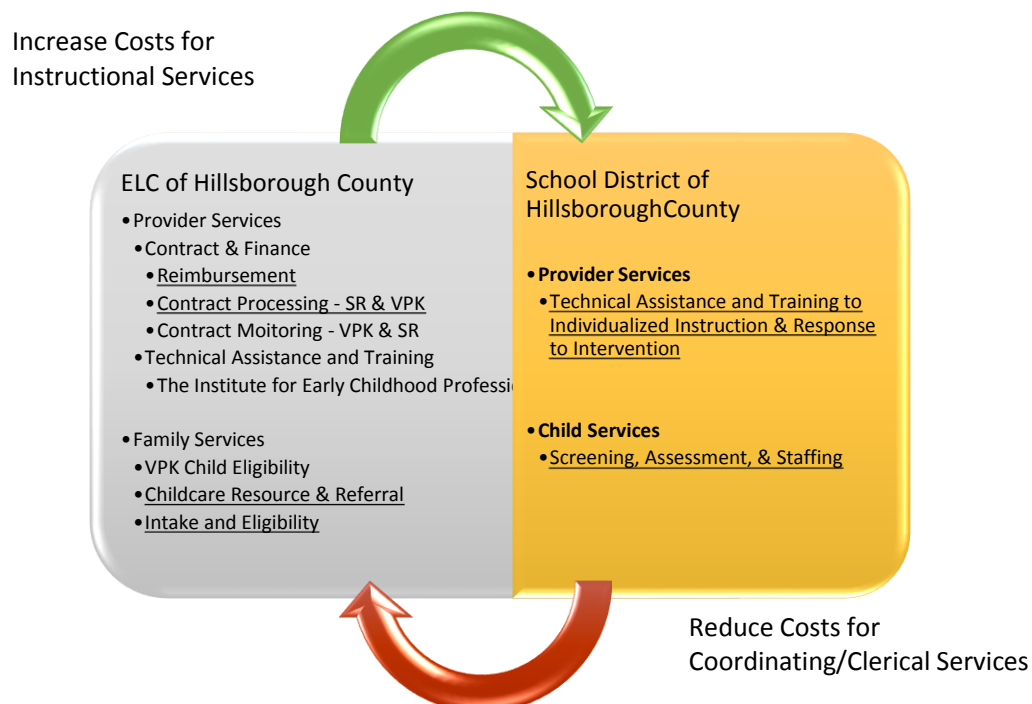 Increase Costs for
Instructional Services
ELC of Hillsborough County
•Provider Services
•Contract & Finance
•Reimbursement
•Contract Processing - SR & VPK
•Contract Moitoring - VPK & SR
•Technical Assistance and Training
•The Institute for Early Childhood Professi
•Family Services
•VPK Child Eligibility
•Childcare Resource & Referral
•Intake and Eligibility
School District of
HillsboroughCounty
•Provider Services
•Technical Assistance and Training to
Individualized Instruction & Response
to Intervention
•Child Services
•Screening, Assessment, & Staffing
Reduce Costs for
Coordinating/Clerical Services